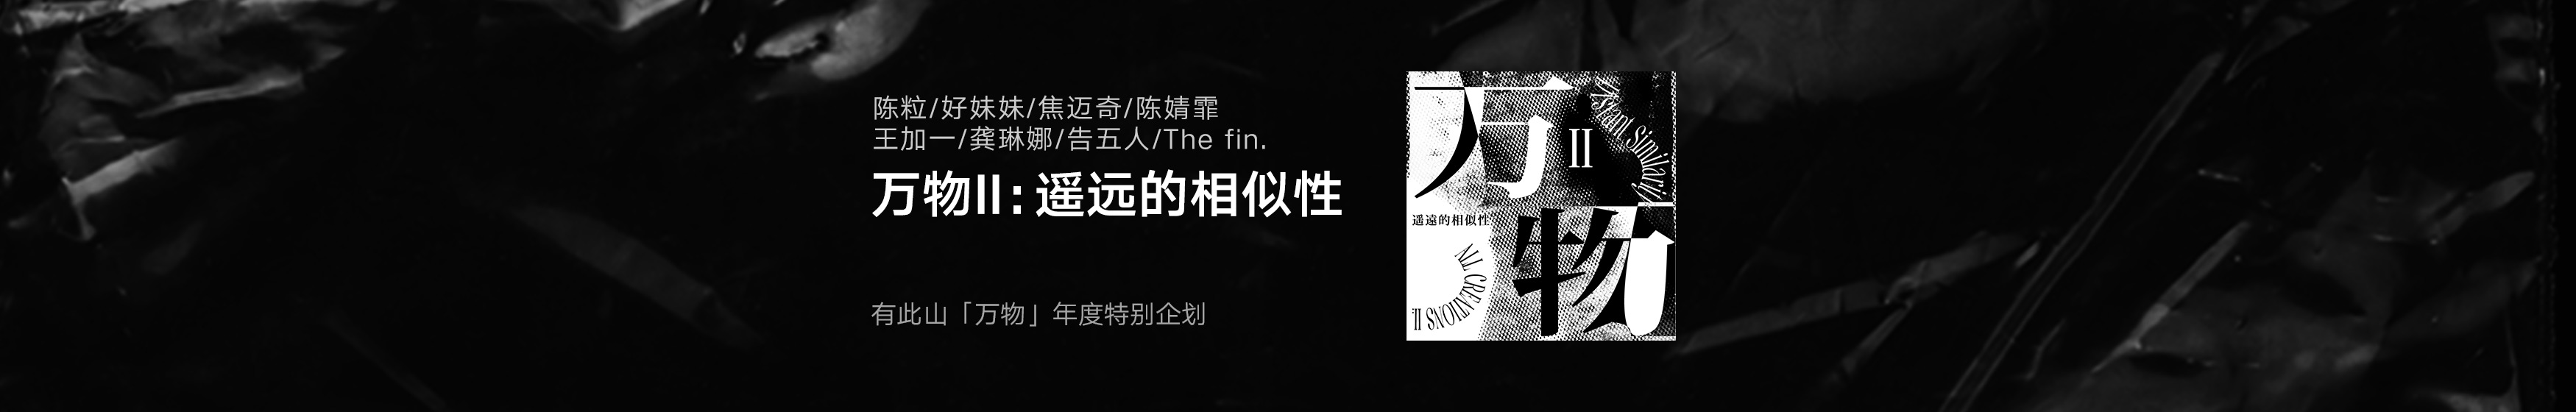 陈粒/好妹妹/焦迈奇/陈婧霏
王加一/龚琳娜/告五人/The fin.
万物II:遥远的相似性
有此山「万物」年度特别企划
万物
II
Distant Similarity
遥遠的相似性
ALL CREATIONS II.